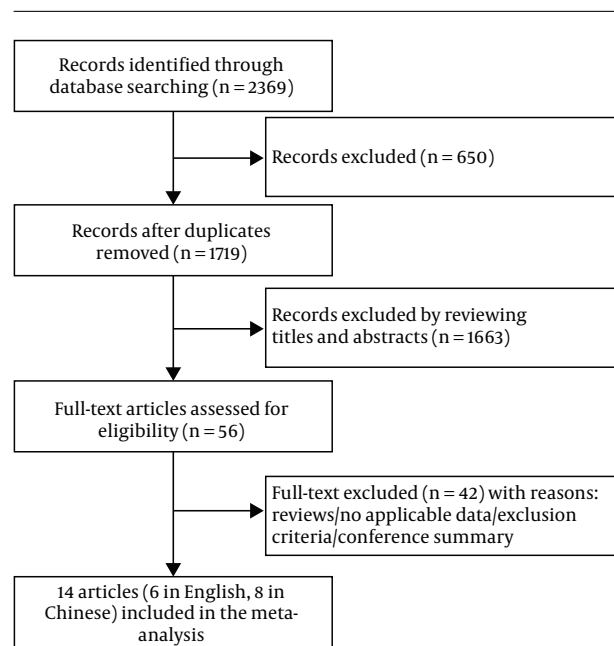 Records identified through
database searching (n = 2369)
Records excluded (n = 650)
Records after duplicates
removed (n = 1719)
Records excluded by reviewing
titles and abstracts (n = 1663)
Full-text articles assessed for
eligibility (n = 56)
Full-text excluded (n = 42) with reasons:
reviews/no applicable data/exclusion
criteria/conference summary
14 articles (6 in English, 8 in
Chinese) included in the meta-
analysis